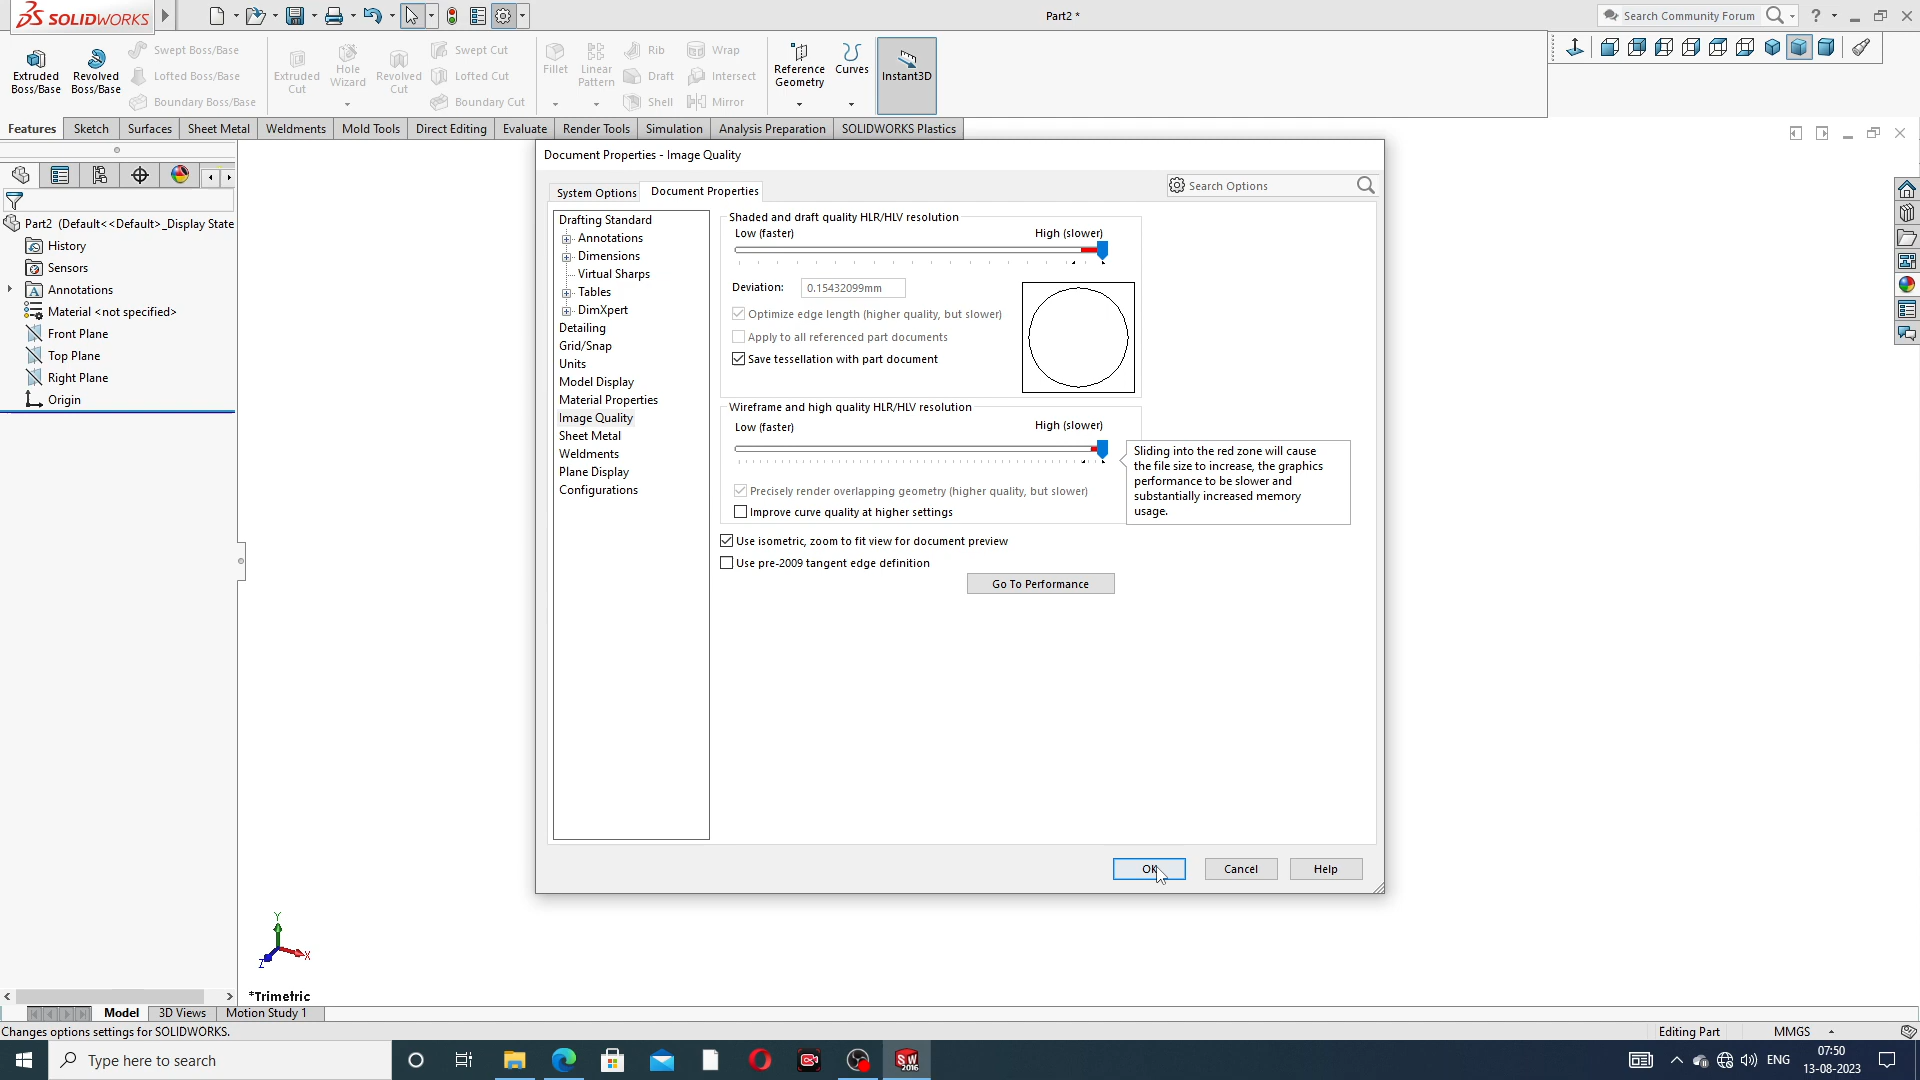 SOLIDWORKS
Part2 *
Search Community Forum
?
Extruded
Boss/Base
Revolved
Boss/Base
Swept Boss/Base
Lofted Boss/Base
Boundary Boss/Base
Extruded
Cut
Hole
Wizard
Revolved
Cut
Swept Cut
Lofted Cut
Boundary Cut
Fillet
Linear
Pattern
Rib
Draft
Shell
Wrap
Intersect
Mirror
Reference
Geometry
Curves
Instant3D
Features
Sketch
Surfaces
Sheet Metal
Weldments
Mold Tools
Direct Editing
Evaluate
Render Tools
Simulation
Analysis Preparation
SOLIDWORKS Plastics
Part2 (Default<<Default>_Display State
History
Sensors
Annotations
Material <not specified>
Front Plane
Top Plane
Right Plane
Origin
Document Properties - Image Quality
System Options
Document Properties
Search Options
Drafting Standard
Annotations
Dimensions
Virtual Sharps
Tables
DimXpert
Detailing
Grid/Snap
Units
Model Display
Material Properties
Image Quality
Sheet Metal
Weldments
Plane Display
Configurations
Shaded and draft quality HLR/HLV resolution
Low (faster)
High (slower)
Deviation:
0.15432099mm
Optimize edge length (higher quality, but slower)
Apply to all referenced part documents
Save tessellation with part document
Wireframe and high quality HLR/HLV resolution
Low (faster)
High (slower)
Sliding into the red zone will cause
the file size to increase, the graphics
performance to be slower and
substantially increased memory
usage.
Precisely render overlapping geometry (higher quality, but slower)
Improve curve quality at higher settings
Use isometric, zoom to fit view for document preview
Use pre-2009 tangent edge definition
Go To Performance
OK
Cancel
Help
Y
X
Z
*Trimetric
Model
3D Views
Motion Study 1
Changes options settings for SOLIDWORKS.
Editing Part
MMGS
Type here to search
SW
2016
ENG
07:50
13-08-2023